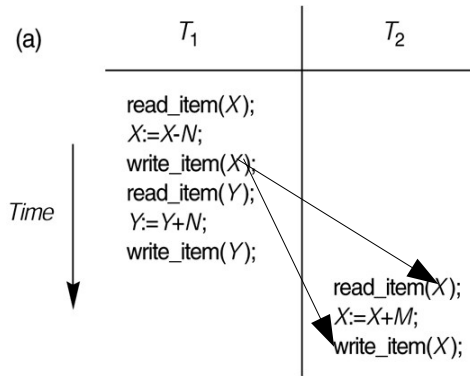 (a)
T1
T2
Time
read_item(X);
X:=X-N;
write_item(X);
read_item(Y);
Y:=Y+N;
write_item(Y);
read_item(X);
X:=X+M;
write_item(X);